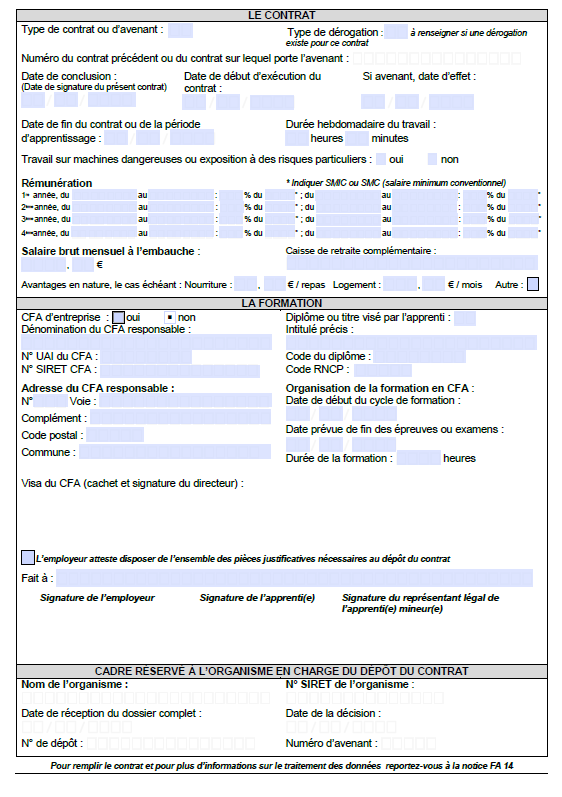 LE CONTRAT
Type de contrat ou d'avenant : Type de dérogation : à renseigner si une dérogation
existe pour ce contrat
Numéro du contrat précédent ou du contrat sur lequel porte l'avenant :
Date de conclusion : Date de début d'exécution du Si avenant, date d'effet :
(Date de signature du présent contrat) contrat :
/ / / / / /
Date de fin du contrat ou de la période Durée hebdomadaire du travail :
d'apprentissage : / / heures minutes
Travail sur machines dangereuses ou exposition à des risques particuliers : oui non
Rémunération * Indiquer SMIC ou SMC (salaire minimum conventionnel)
1re année, du au : % du * ; du au : % du *
2ème année, du au : % du * ; du au : % du *
3ème année, du au : % du * ; du au : % du *
4ème année, du au : % du * ; du au : % du *
Salaire brut mensuel à l'embauche : Caisse de retraite complémentaire :
, €
Avantages en nature, le cas échéant : Nourriture : , € / repas Logement : , € / mois Autre :
LA FORMATION
CFA d'entreprise : oui non Diplôme ou titre visé par l'apprenti :
Dénomination du CFA responsable : Intitulé précis :
N° UAI du CFA : Code du diplôme :
N° SIRET CFA : Code RNCP :
Adresse du CFA responsable : Organisation de la formation en CFA :
N° Voie : Date de début du cycle de formation :
Complément : / /
Code postal : Date prévue de fin des épreuves ou examens :
Commune : / /
Durée de la formation : heures
Visa du CFA (cachet et signature du directeur) :
L'employeur atteste disposer de l'ensemble des pièces justificatives nécessaires au dépôt du contrat
Fait à :
Signature de l'employeur Signature de l'apprenti(e) Signature du représentant légal de
l'apprenti(e) mineur(e)
CADRE RÉSERVÉ À L'ORGANISME EN CHARGE DU DÉPÔT DU CONTRAT
Nom de l'organisme : N° SIRET de l'organisme :
Date de réception du dossier complet : Date de la décision :
/ / / /
N° de dépôt : Numéro d'avenant :
Pour remplir le contrat et pour plus d'informations sur le traitement des données reportez-vous à la notice FA 14